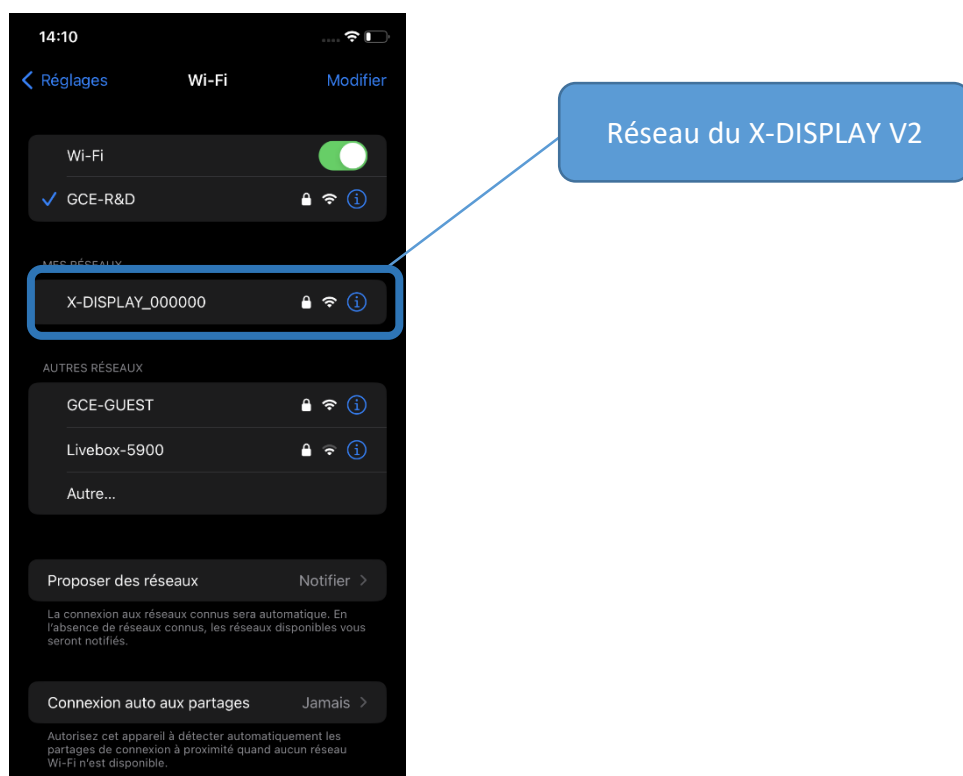 14:10
Réglages
Wi-Fi
Modifier
Réseau du X-DISPLAY V2
Wi-Fi
GCE-R&D
MES RÉSEAUX
X-DISPLAY_000000
AUTRES RÉSEAUX
GCE-GUEST
Livebox-5900
Autre...
Proposer des réseaux
Notifier
La connexion aux réseaux connus sera automatique. En
l'absence de réseaux connus, les réseaux disponibles vous
seront notifiés.
Connexion auto aux partages
Jamais
Autorisez cet appareil à détecter automatiquement les
partages de connexion à proximité quand aucun réseau
Wi-Fi n'est disponible.